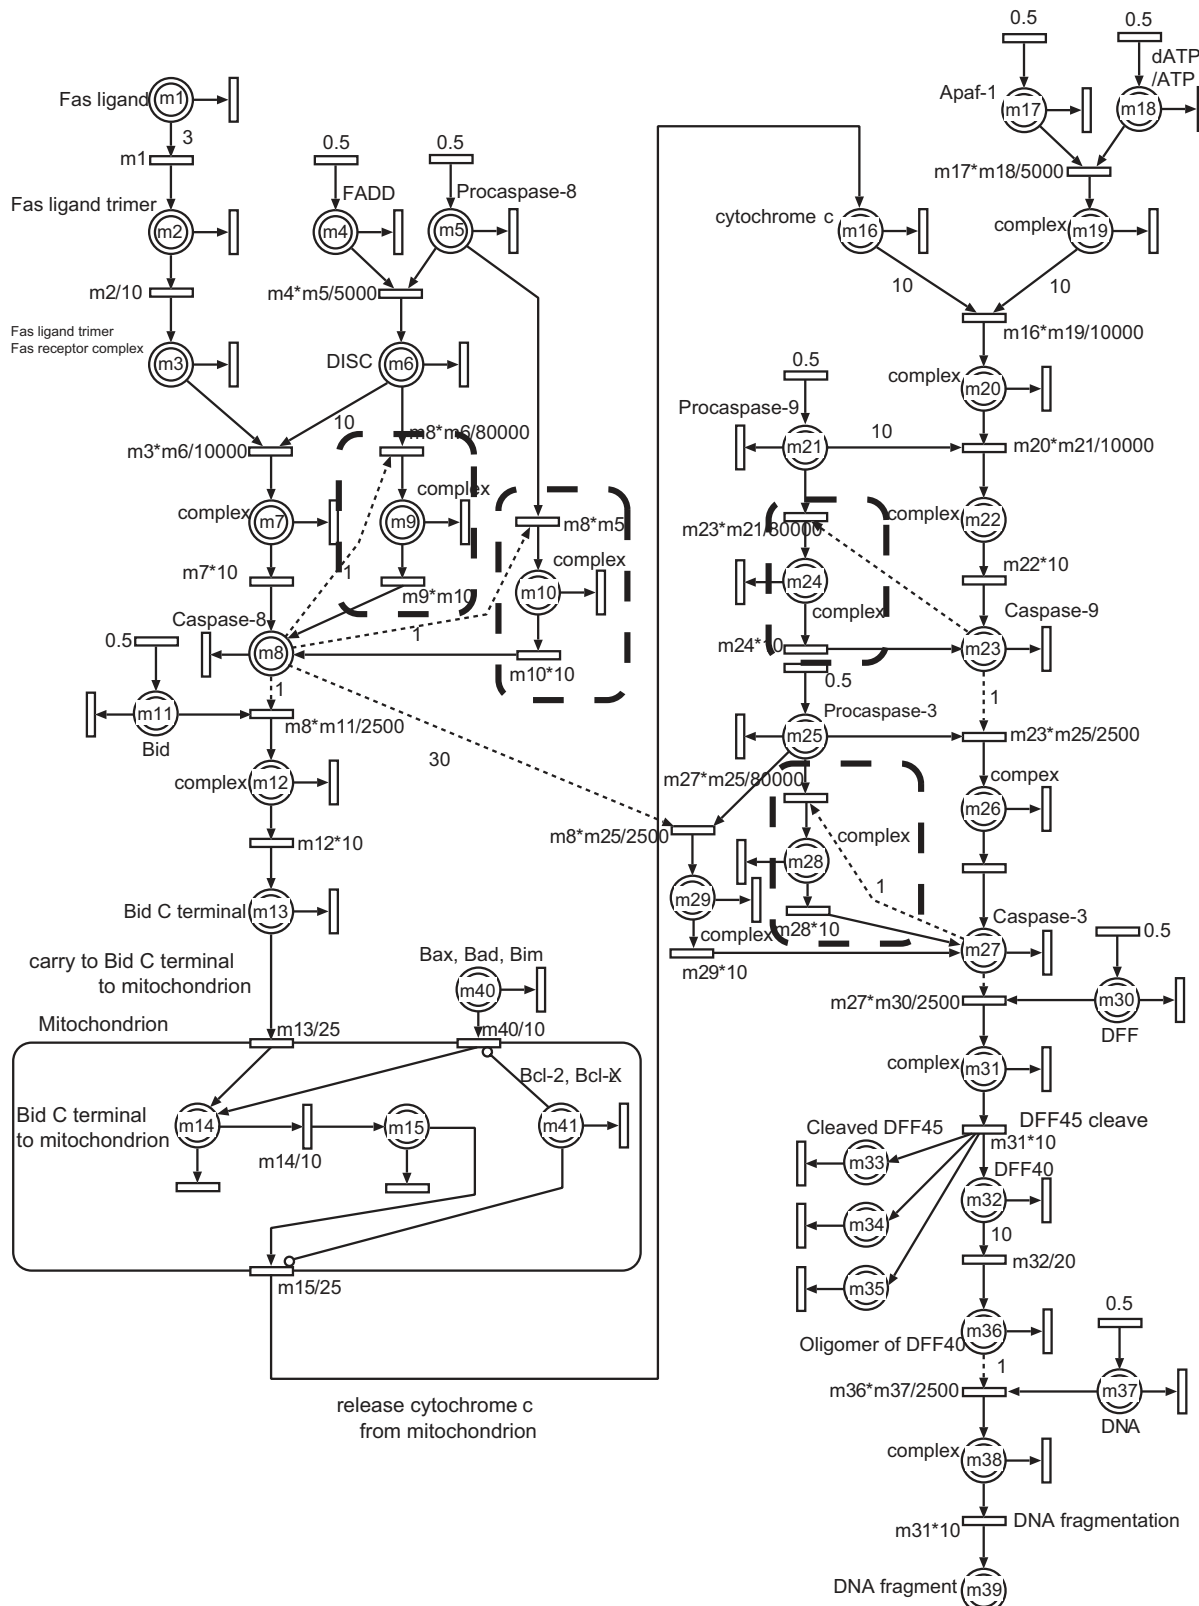 0.5
0.5
dATP
/ATP
Apaf-1
m17
m18
m17*m18/5000
Fas ligand
m1
3
m1
0.5
0.5
FADD
Procaspase-8
Fas ligand trimer
m2
m4
m5
cytochrome c
m16
complex
m19
m2/10
m4*m5/5000
10
10
m16*m19/10000
Fas ligand trimer
Fas receptor complex
m3
DISC
m6
0.5
complex
m20
10
m8*m6/80000
m3*m6/10000
Procaspase-9
m21
10
m20*m21/10000
complex
m7
complex
m9
m8*m5
m23*m21/80000
complex
m22
m7*10
1
m9*m10
complex
m10
m24
complex
m22*10
Caspase-8
m8
1
m10*10
m24*10
Caspase-9
m23
0.5
m11
Bid
1
m8*m11/2500
0.5
Procaspase-3
m25
1
m23*m25/2500
30
complex
m12
m27*m25/80000
compex
m26
m8*m25/2500
complex
m28
m12*10
1
m29
complex
m28*10
Bid C terminal
m13
Caspase-3
m27
0.5
m29*10
carry to Bid C terminal
to mitochondrion
Bax, Bad, Bim
m40
m27*m30/2500
m30
DFF
Mitochondrion
m13/25
m40/10
complex
m31
Bcl-2, Bcl-X
Bid C terminal
to mitochondrion
m14
m14/10
m15
m41
DFF45 cleave
m31*10
Cleaved DFF45
m33
DFF40
m32
m34
10
m32/20
m35
m15/25
0.5
Oligomer of DFF40
m36
1
m36*m37/2500
m37
DNA
release cytochrome c
from mitochondrion
complex
m38
m31*10
DNA fragmentation
DNA fragment
m39